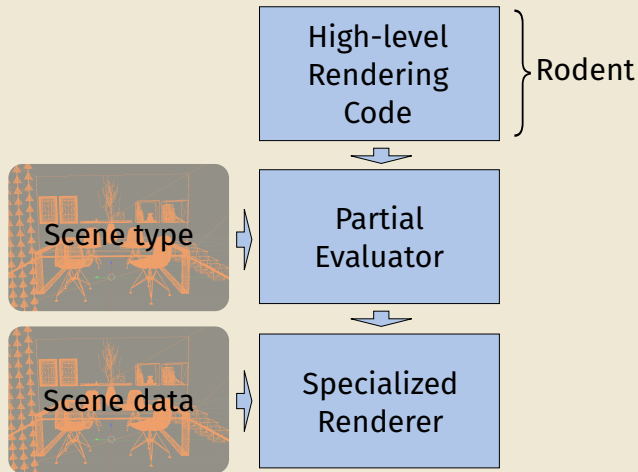 High-level
Rendering
Code
Rodent
Scene type
Partial
Evaluator
Scene data
Specialized
Renderer